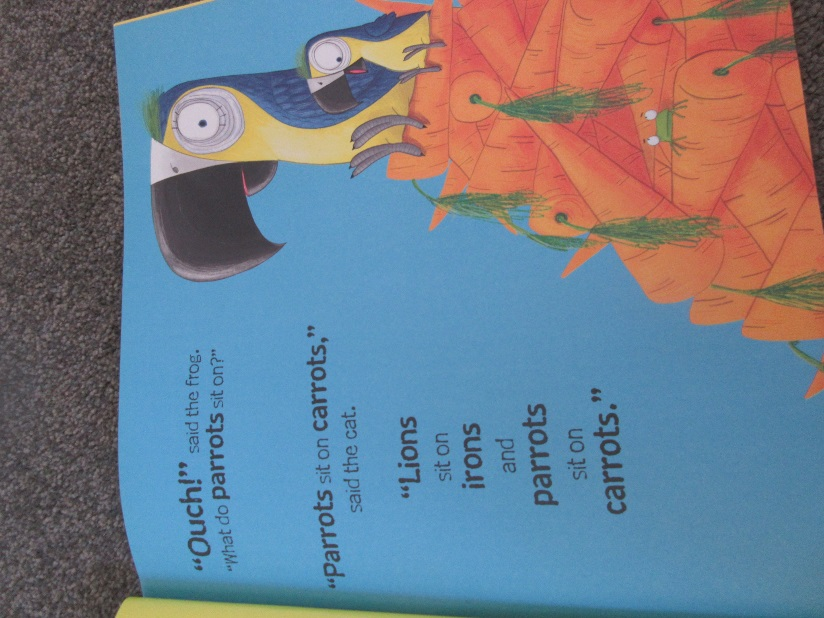 “Ouch!” said the frog.
“What do parrots sit on?”
“Parrots sit on carrots,”
said the cat.
“Lions
sit on
irons
and
parrots
sit on
carrots.”